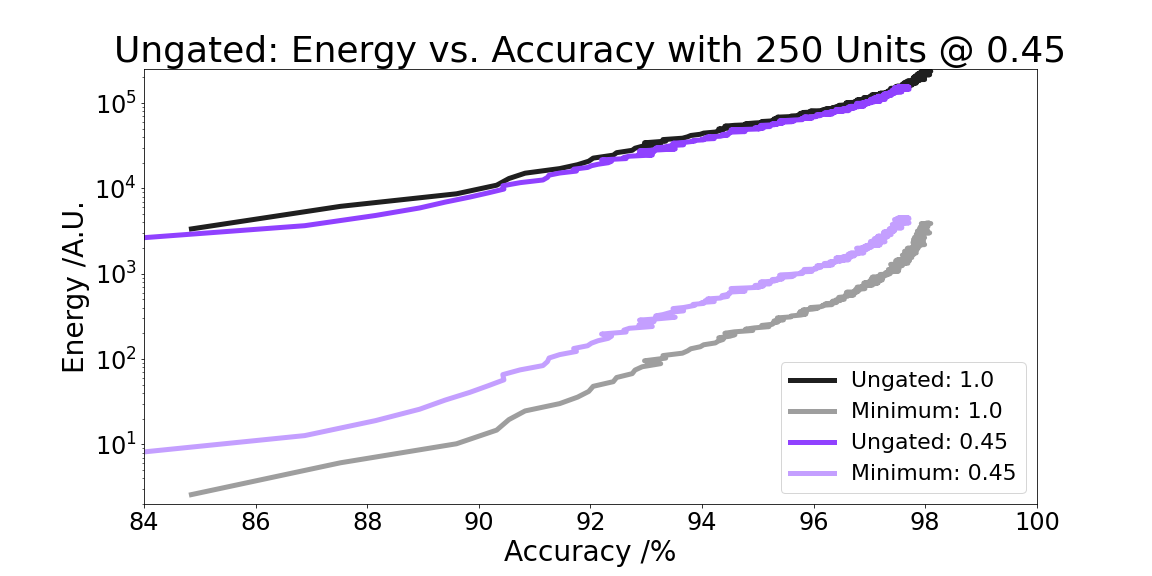 Ungated: Energy vs. Accuracy with 250 Units @ 0.45
Energy /A.U.
10^5
10^4
10^3
10^2
10^1
Ungated: 1.0
Minimum: 1.0
Ungated: 0.45
Minimum: 0.45
84 86 88 90 92 94 96 98 100
Accuracy /%